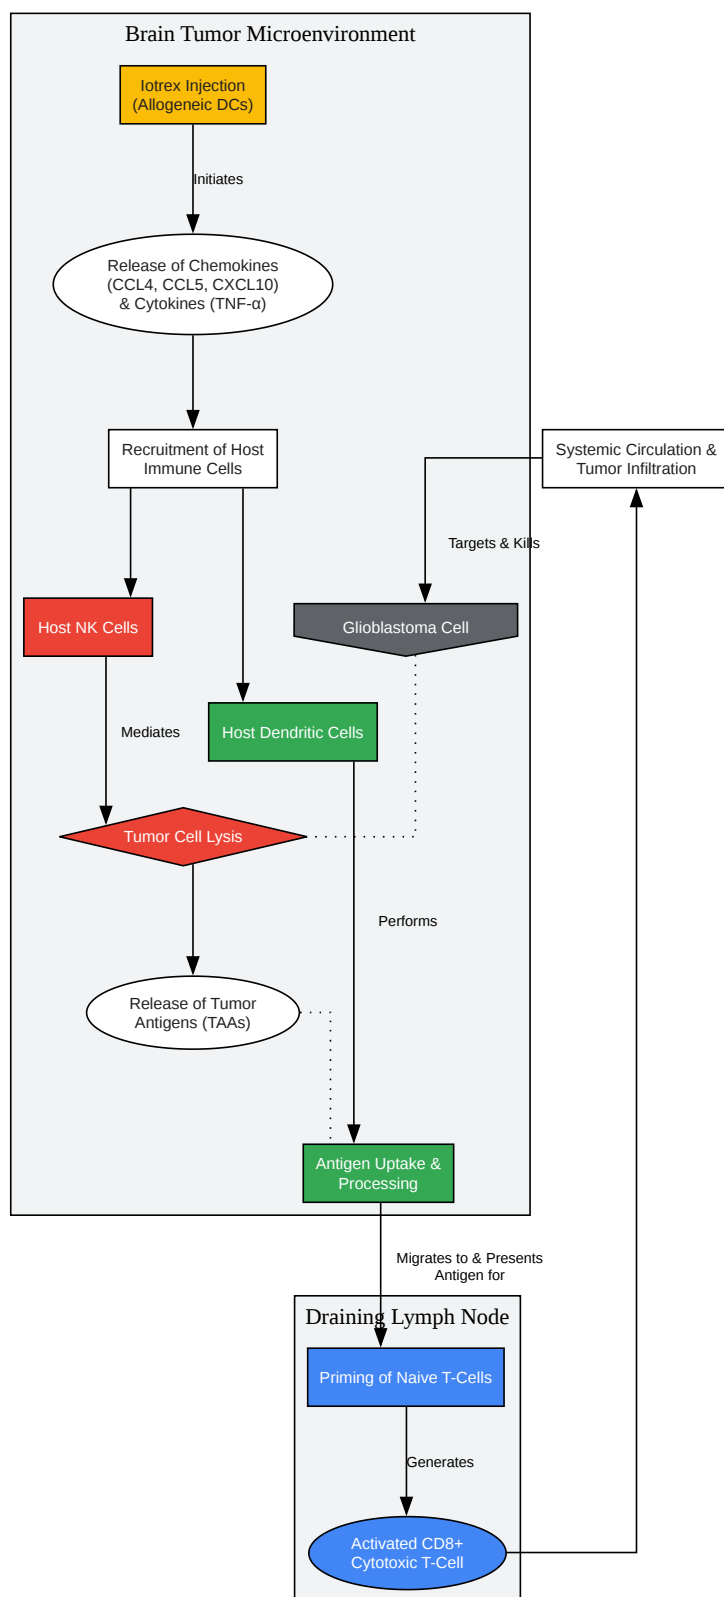 Brain Tumor Microenvironment
Iotrex Injection
(Allogeneic DCs)
Initiates
Release of Chemokines
(CCL4, CCL5, CXCL10)
& Cytokines (TNF-α)
Recruitment of Host
Immune Cells
Systemic Circulation &
Tumor Infiltration
Targets & Kills
Host NK Cells
Glioblastoma Cell
Mediates
Host Dendritic Cells
Tumor Cell Lysis
Performs
Release of Tumor
Antigens (TAAs)
Antigen Uptake &
Processing
Migrates to & Presents
Antigen for
Draining Lymph Node
Priming of Naive T-Cells
Generates
Activated CD8+
Cytotoxic T-Cell